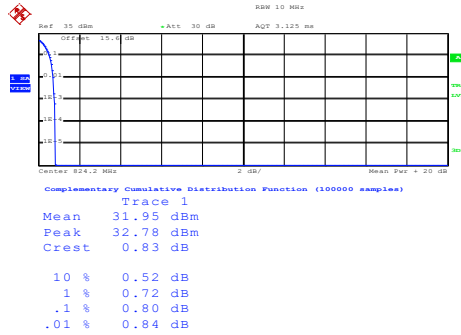 RBW 10 MHz
Ref 35 dBm Att 30 dB AQT 3.125 ms
Offset 15.6 dB
0.1
A
0.01
1 SA
VIEW
TR
LV
1E-3
1E-4
1E-5
3D
Center 824.2 MHz 2 dB/ Mean Pwr + 20 dB
Complementary Cumulative Distribution Function (100000 samples)
Trace 1
Mean 31.95 dBm
Peak 32.78 dBm
Crest 0.83 dB
10 % 0.52 dB
1 % 0.72 dB
.1 % 0.80 dB
.01 % 0.84 dB